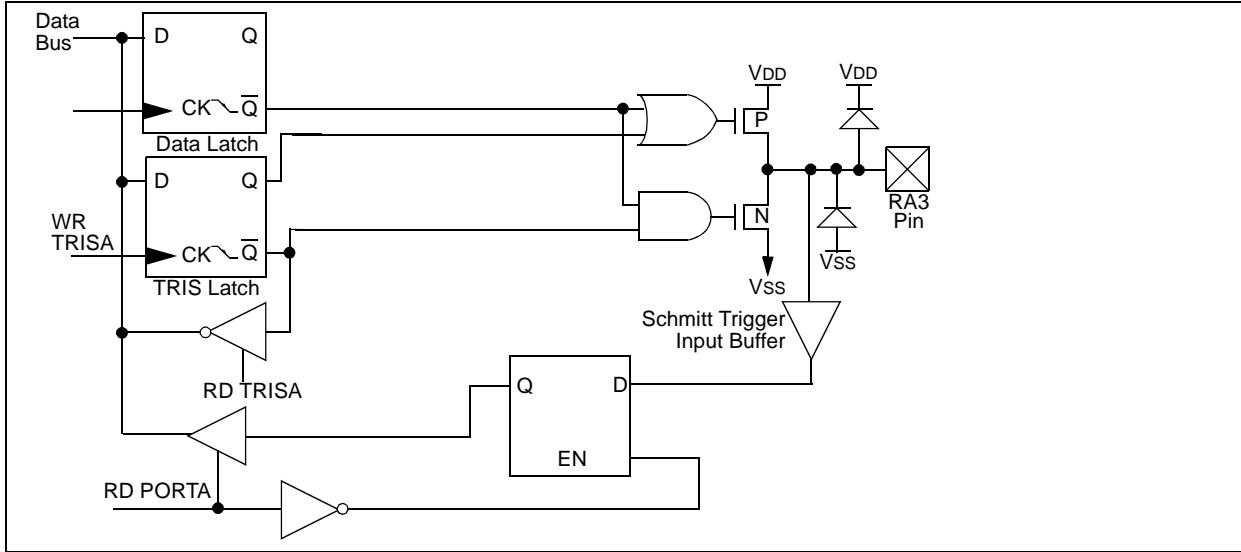 Data
Bus
D Q
CK Q
Data Latch
D Q
WR
TRISA
CK Q
TRIS Latch
RD TRISA
RD PORTA
VDD
P
N
VSS
VDD
VSS
RA3
Pin
Schmitt Trigger
Input Buffer
Q D
EN